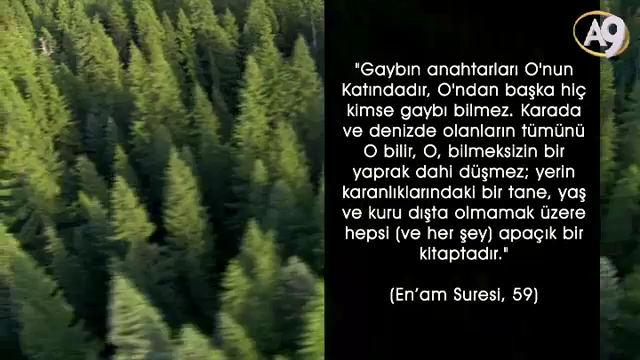 A9
"Gaybın anahtarları O'nun
Katındadır, O'ndan başka hiç
kimse gaybı bilmez. Karada
ve denizde olanların tümünü
O bilir, O, bilmeksizin bir
yaprak dahi düşmez; yerin
karanlıklarındaki bir tane, yaş
ve kuru dışta olmamak üzere
hepsi (ve her şey) apaçık bir
kitaptadır."
(En'am Suresi, 59)